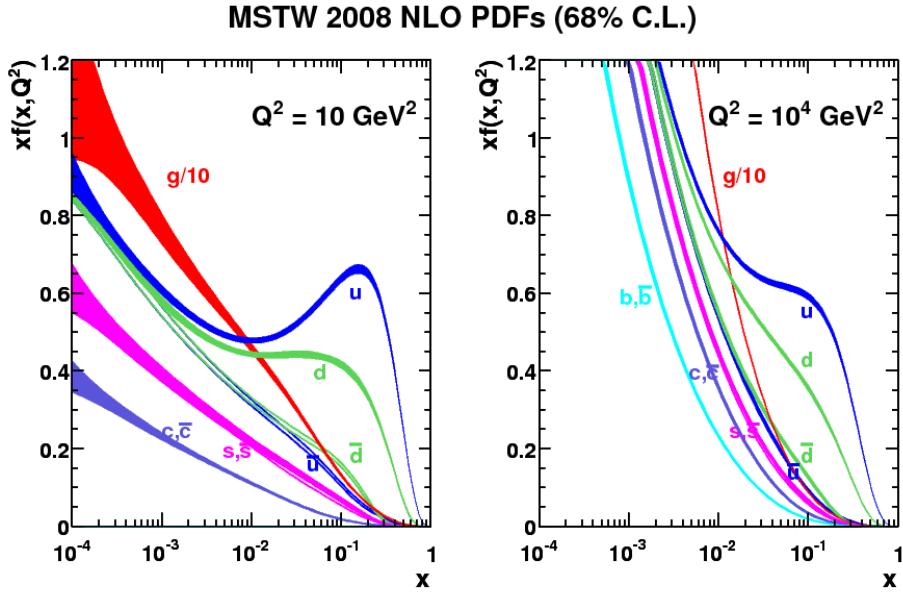 MSTW 2008 NLO PDFs (68% C.L.)
xf(x,Q²)
1.2
1
0.8
0.6
0.4
0.2
0
Q² = 10 GeV²
g/10
u
d
c,c̅
s,s̅
u̅
d̅
10⁻⁴
10⁻³
10⁻²
10⁻¹
1
x
xf(x,Q²)
1.2
1
0.8
0.6
0.4
0.2
0
Q² = 10⁴ GeV²
g/10
b,b̅
u
d
c,c̅
s,s̅
d̅
u̅
10⁻⁴
10⁻³
10⁻²
10⁻¹
1
x